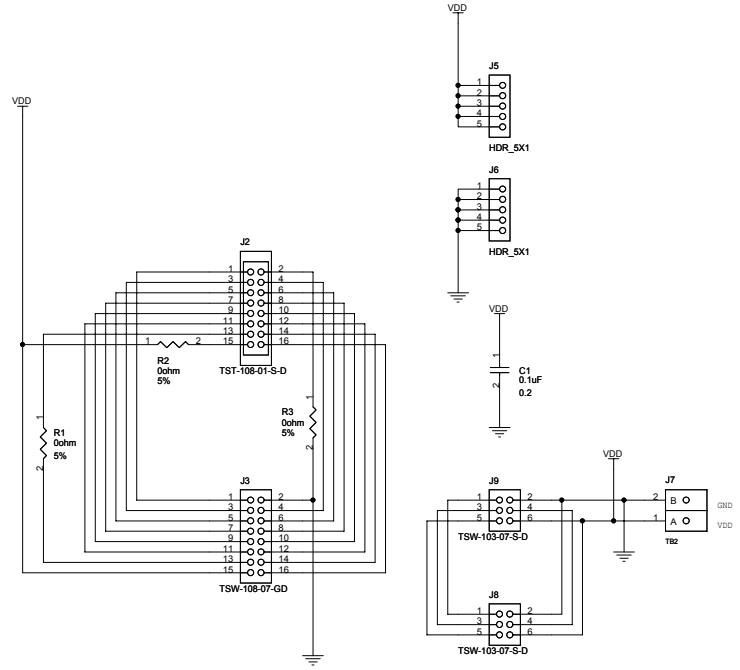 VDD
J5
1
2
3
4
5
HDR_5X1
J6
1
2
3
4
5
HDR_5X1
VDD
J2
1 2
3 4
5 6
7 8
9 10
11 12
13 14
15 16
TST-108-01-S-D
1 2
R2
0ohm
5%
VDD
1
2
C1
0.1uF
0.2
1
R3
0ohm
5%
2
1
R1
0ohm
5%
2
J3
1 2
3 4
5 6
7 8
9 10
11 12
13 14
15 16
TSW-108-07-GD
VDD
J9
1 2
3 4
5 6
TSW-103-07-S-D
J7
2 B GND
1 A VDD
TB2
J8
1 2
3 4
5 6
TSW-103-07-S-D